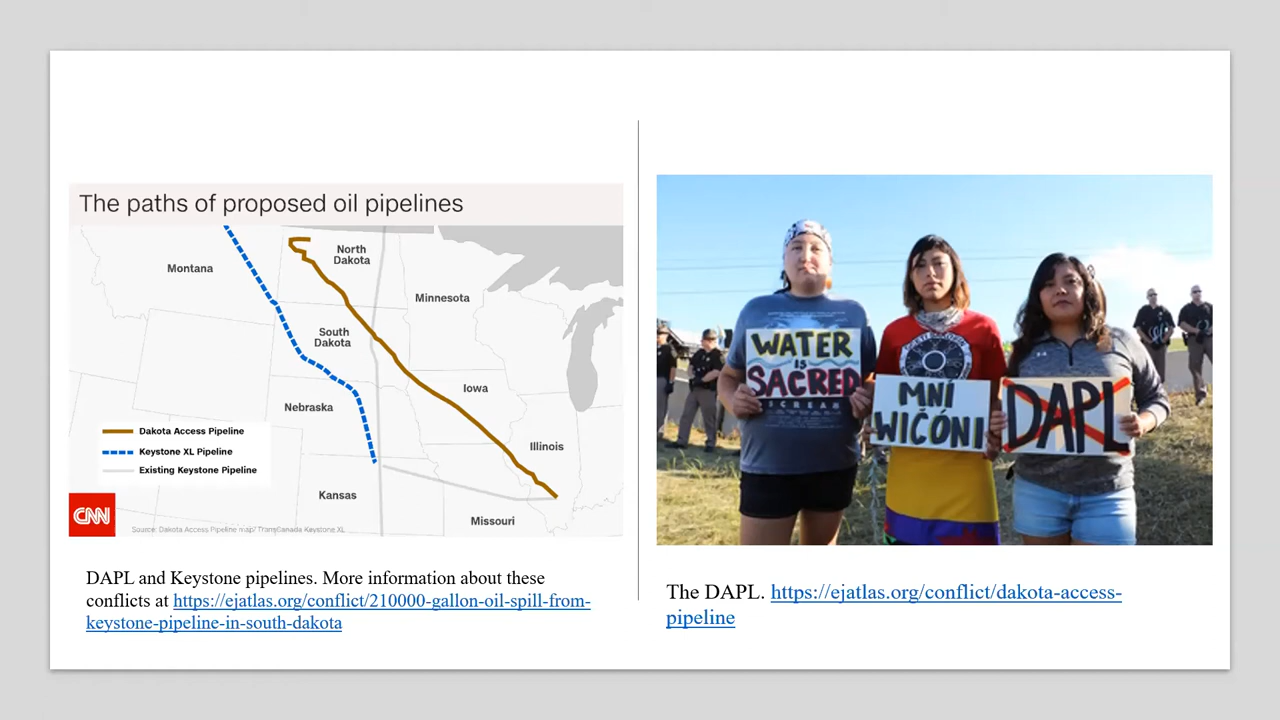 The paths of proposed oil pipelines
North
Dakota
Montana
Minnesota
South
Dakota
Iowa
Nebraska
Dakota Access Pipeline
Illinois
Keystone XL Pipeline
Existing Keystone Pipeline
Kansas
CNN
Missouri
Source: Dakota Access Pipeline map/ TransCanada Keystone XL
DAPL and Keystone pipelines. More information about these
conflicts at https://ejatlas.org/conflict/210000-gallon-oil-spill-from-
keystone-pipeline-in-south-dakota
WATER
IS
SACRED
SCREAM
MNÍ
WIČÓNI
DAPL
The DAPL. https://ejatlas.org/conflict/dakota-access-
pipeline